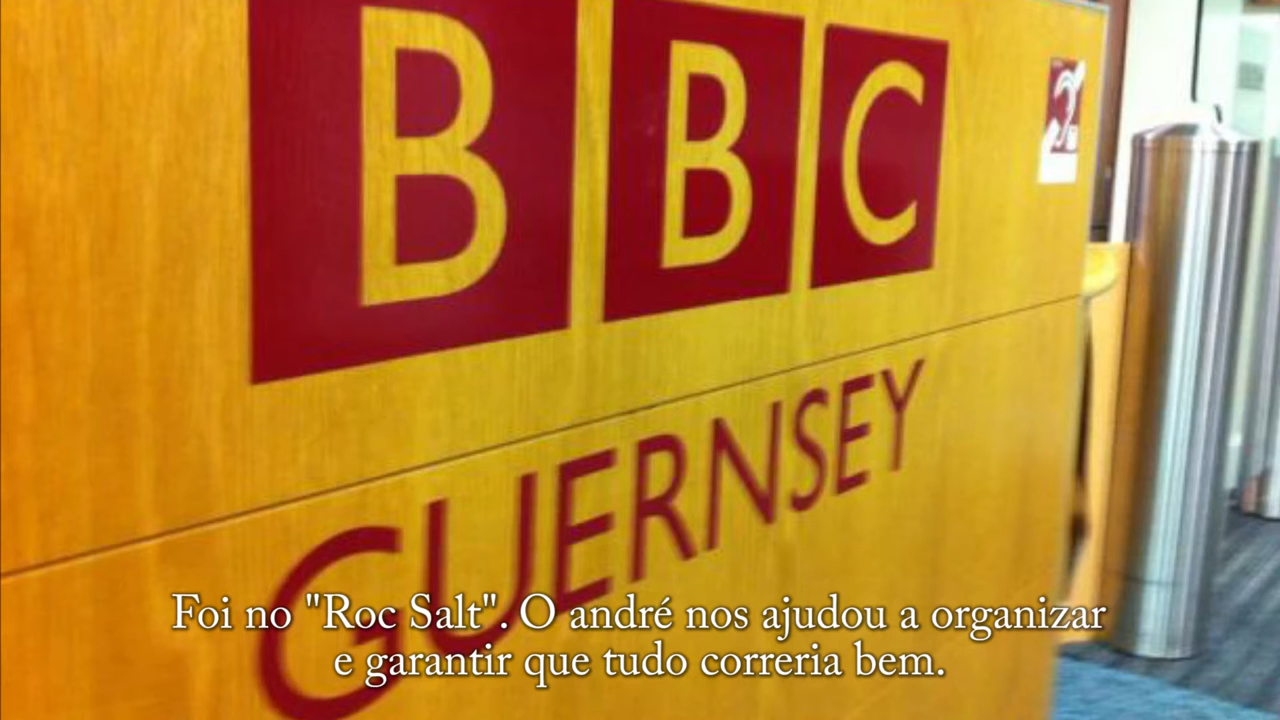 BBC
GUERNSEY
Foi no "Roc Salt". O andré nos ajudou a organizar
e garantir que tudo correria bem.